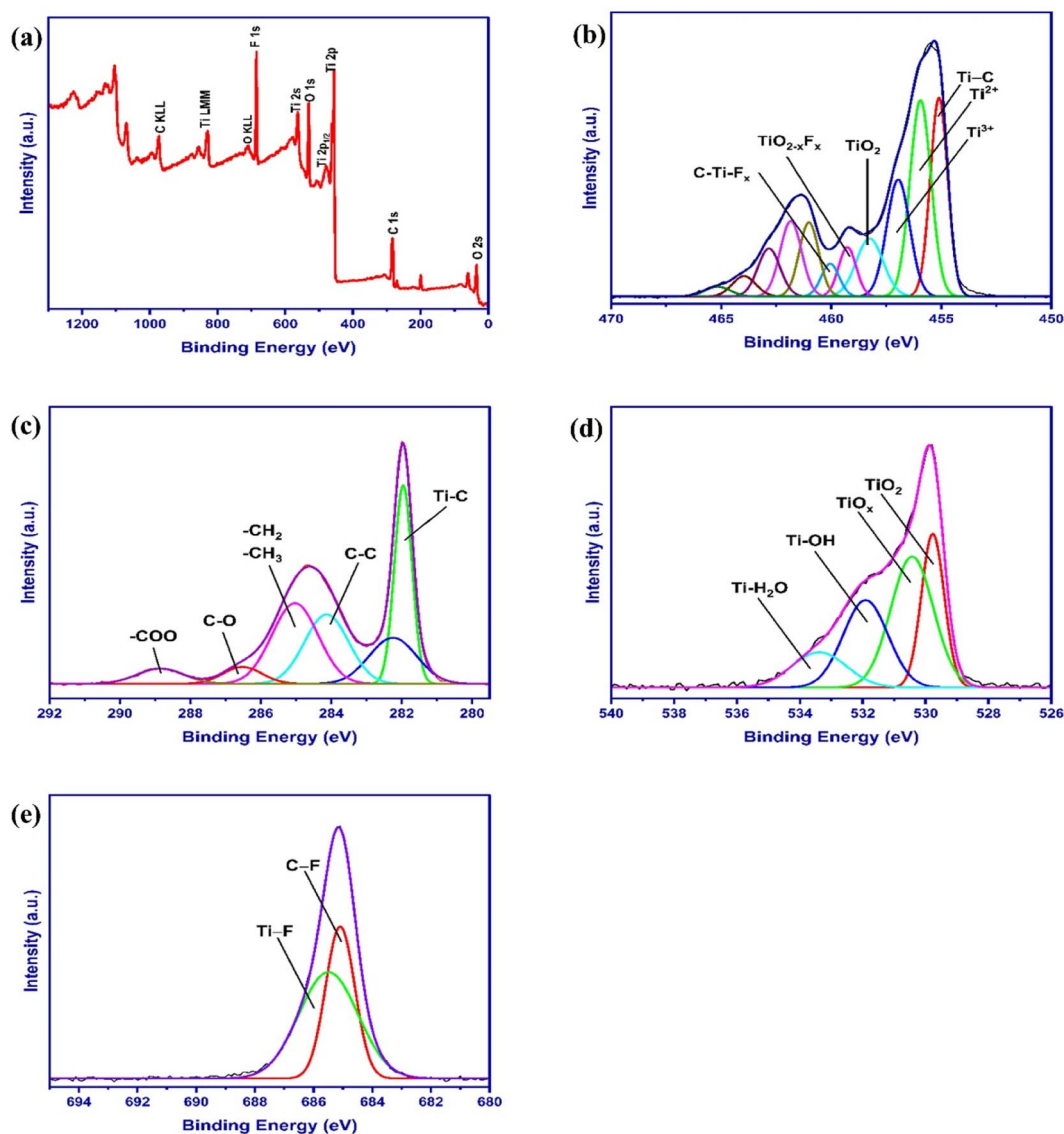 (a)
Intensity (a.u.)
C KLL
Ti LMM
O KLL
F 1s
Ti 2s
O 1s
Ti 2p1/2
Ti 2p
C 1s
O 2s
1200 1000 800 600 400 200 0
Binding Energy (eV)
(b)
Intensity (a.u.)
C-Ti-Fx
TiO2-xFx
TiO2
Ti–C
Ti2+
Ti3+
470 465 460 455 450
Binding Energy (eV)
(c)
Intensity (a.u.)
-COO
C-O
-CH2
-CH3
C-C
Ti-C
292 290 288 286 284 282 280
Binding Energy (eV)
(d)
Intensity (a.u.)
Ti-H2O
Ti-OH
TiOx
TiO2
540 538 536 534 532 530 528 526
Binding Energy (eV)
(e)
Intensity (a.u.)
Ti–F
C–F
694 692 690 688 686 684 682 680
Binding Energy (eV)